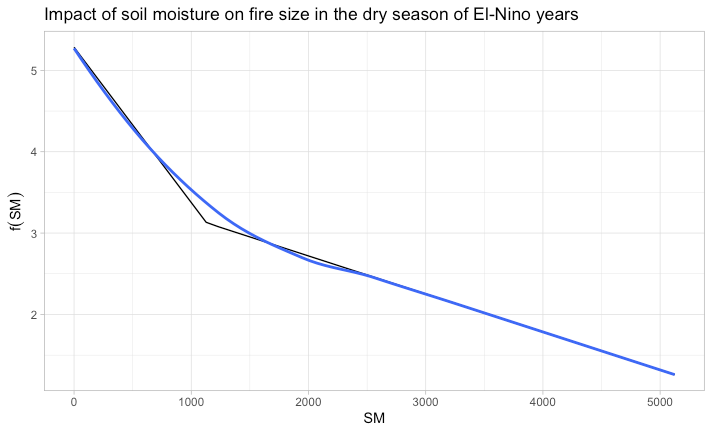 Impact of soil moisture on fire size in the dry season of El-Nino years
5
4
3
2
f(SM)
0 1000 2000 3000 4000 5000
SM